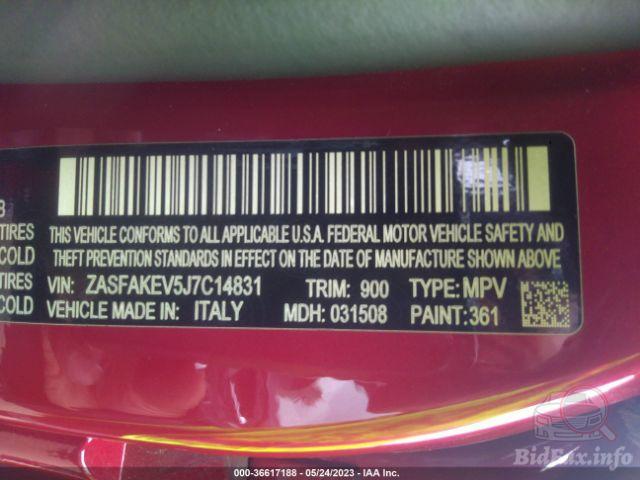 3
TIRES
COLD
COLD
THIS VEHICLE CONFORMS TO ALL APPLICABLE U.S.A. FEDERAL MOTOR VEHICLE SAFETY AND
THEFT PREVENTION STANDARDS IN EFFECT ON THE DATE OF MANUFACTURE SHOWN ABOVE
VIN: ZASFAKEV5J7C14831 TRIM: 900 TYPE: MPV
VEHICLE MADE IN: ITALY MDH: 031508 PAINT:361
BidFax.info
000-36617188 - 05/24/2023 - IAA Inc.